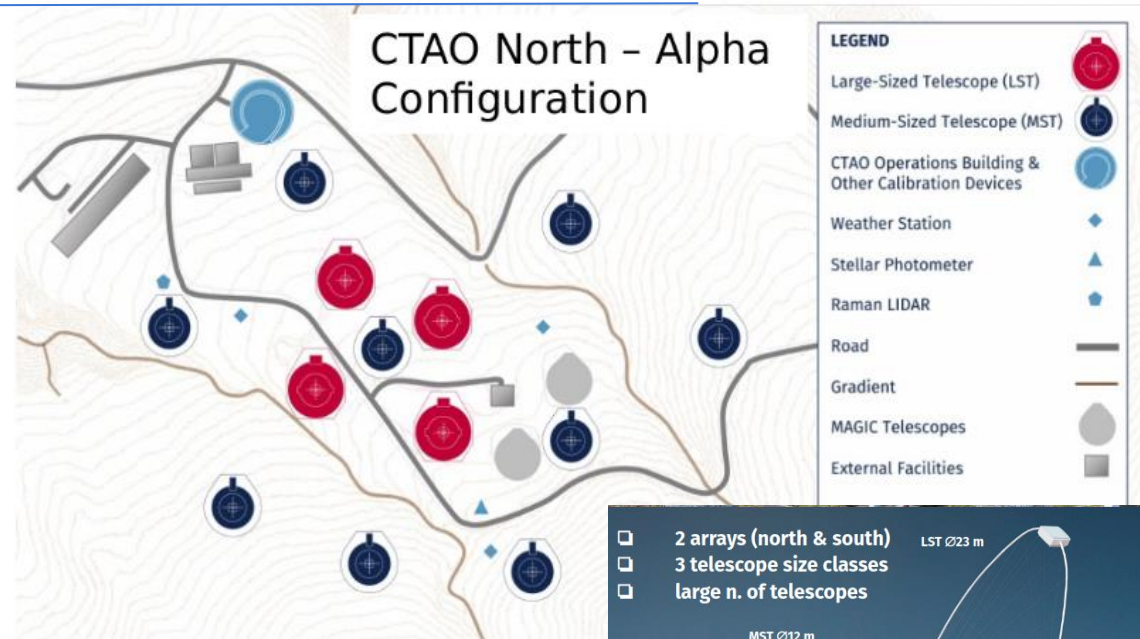 CTAO North – Alpha
Configuration
LEGEND
Large-Sized Telescope (LST)
Medium-Sized Telescope (MST)
CTAO Operations Building &
Other Calibration Devices
Weather Station
Stellar Photometer
Raman LIDAR
Road
Gradient
MAGIC Telescopes
External Facilities
❑ 2 arrays (north & south)
❑ 3 telescope size classes
❑ large n. of telescopes
LST ∅23 m
MST ∅12 m